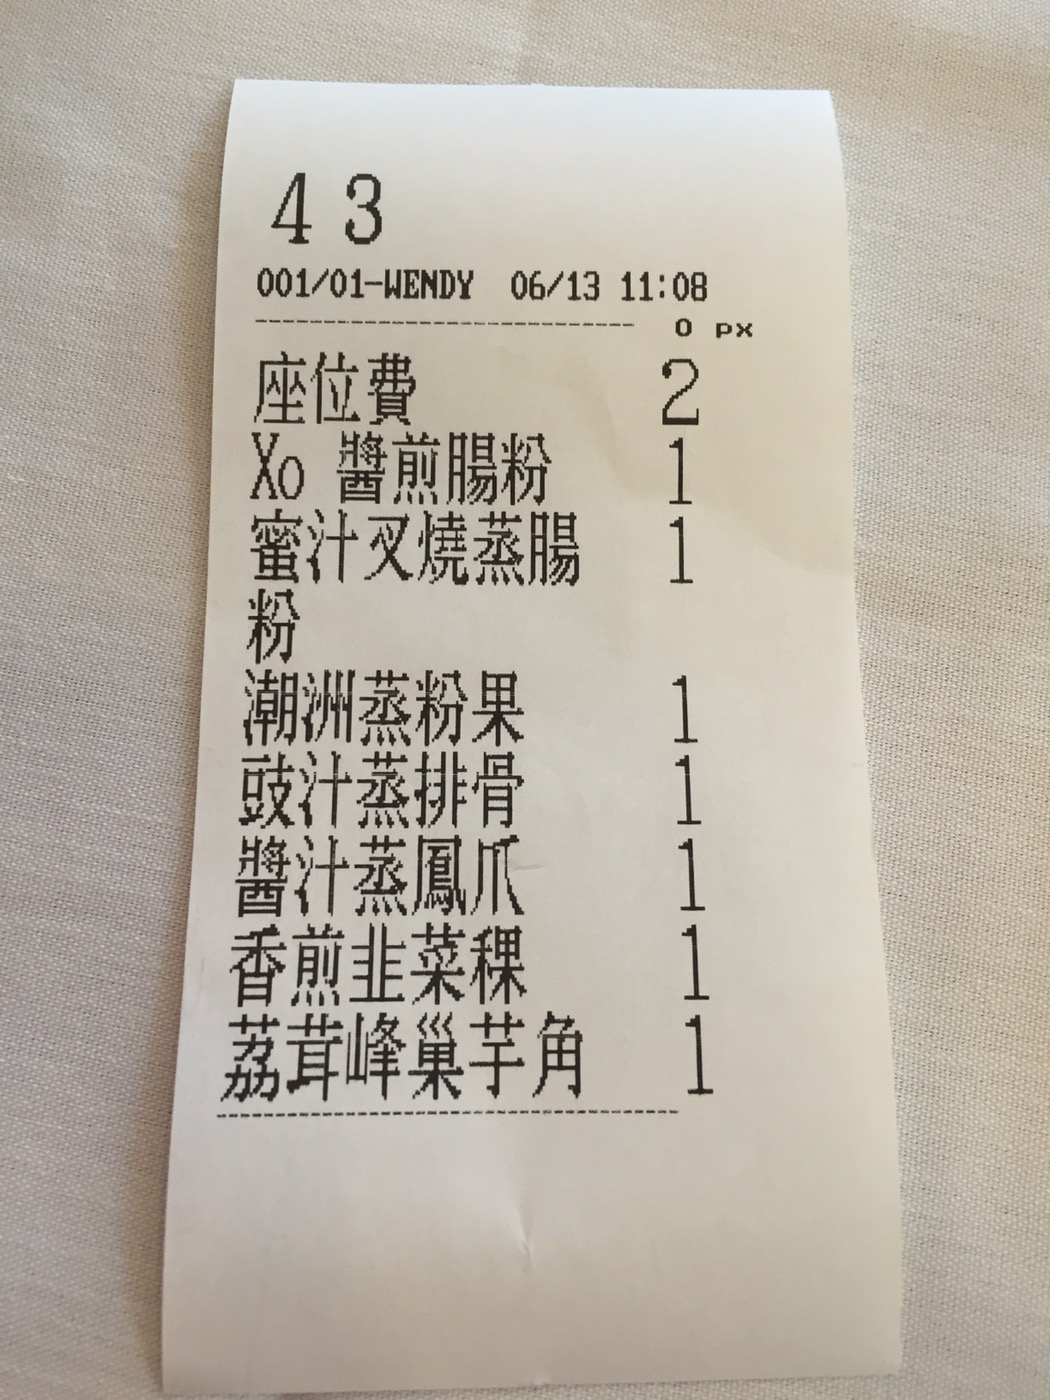 43
001/01-WENDY 06/13 11:08
0 px
座位費 2
Xo 醬煎腸粉 1
蜜汁叉燒蒸腸 1
粉
潮洲蒸粉果 1
豉汁蒸排骨 1
醬汁蒸鳳爪 1
香煎韭菜稞 1
荔茸峰巢芋角 1